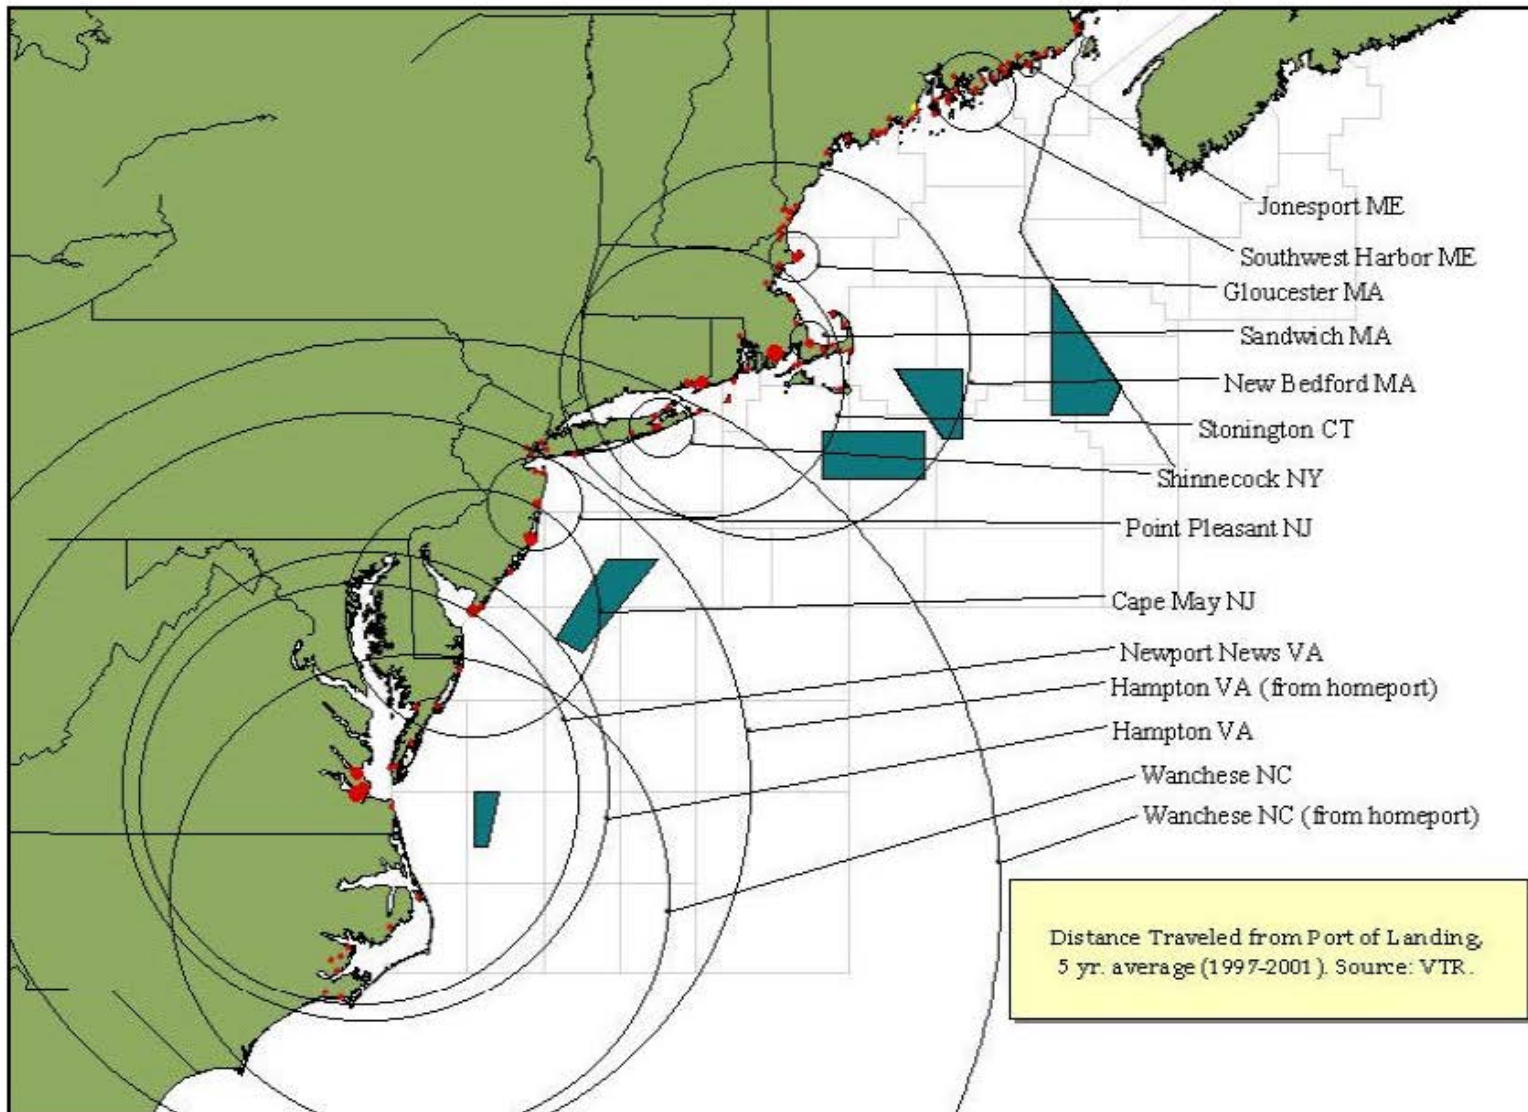 Jonesport ME
Southwest Harbor ME
Gloucester MA
Sandwich MA
New Bedford MA
Stonington CT
Shinnecock NY
Point Pleasant NJ
Cape May NJ
Newport News VA
Hampton VA (from homeport)
Hampton VA
Wanchese NC
Wanchese NC (from homeport)
Distance Traveled from Port of Landing,
5 yr. average (1997-2001). Source: VTR.